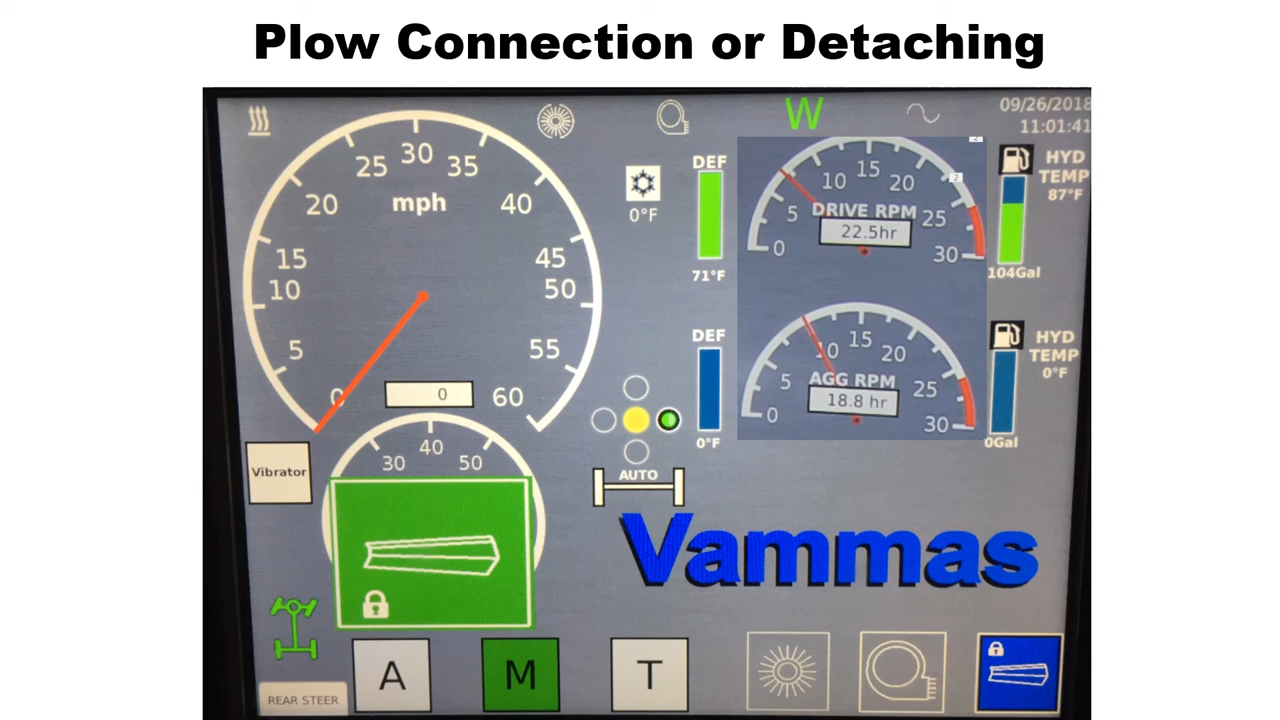 Plow Connection or Detaching
W
09/26/2018
11:01:41
25 30 35
20 40
mph
15 45
10 50
5 55
0 60
0
0°F
DEF
71°F
5 10 15 20 25
0 30
DRIVE RPM
22.5hr
2
HYD
TEMP
87°F
104Gal
DEF
0°F
5 10 15 20 25
0 30
AGG RPM
18.8 hr
HYD
TEMP
0°F
0Gal
Vibrator
30 40 50
AUTO
Vammas
REAR STEER
A M T